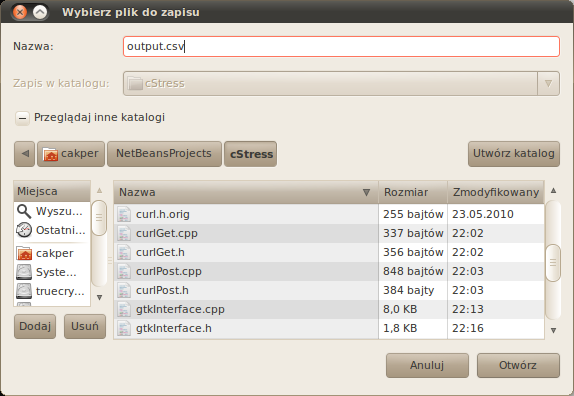 Wybierz plik do zapisu
Nazwa: output.csv
Zapis w katalogu: cStress
Przeglądaj inne katalogi
cakper NetBeansProjects cStress Utwórz katalog
Miejsca Nazwa Rozmiar Zmodyfikowany
Wyszu... curl.h.orig 255 bajtów 23.05.2010
Ostatni... curlGet.cpp 337 bajtów 22:02
cakper curlGet.h 356 bajtów 22:02
Syste... curlPost.cpp 848 bajtów 22:03
truecry... curlPost.h 384 bajty 22:03
gtkInterface.cpp 8,0 KB 22:13
Dodaj Usuń gtkInterface.h 1,8 KB 22:16
Anuluj Otwórz